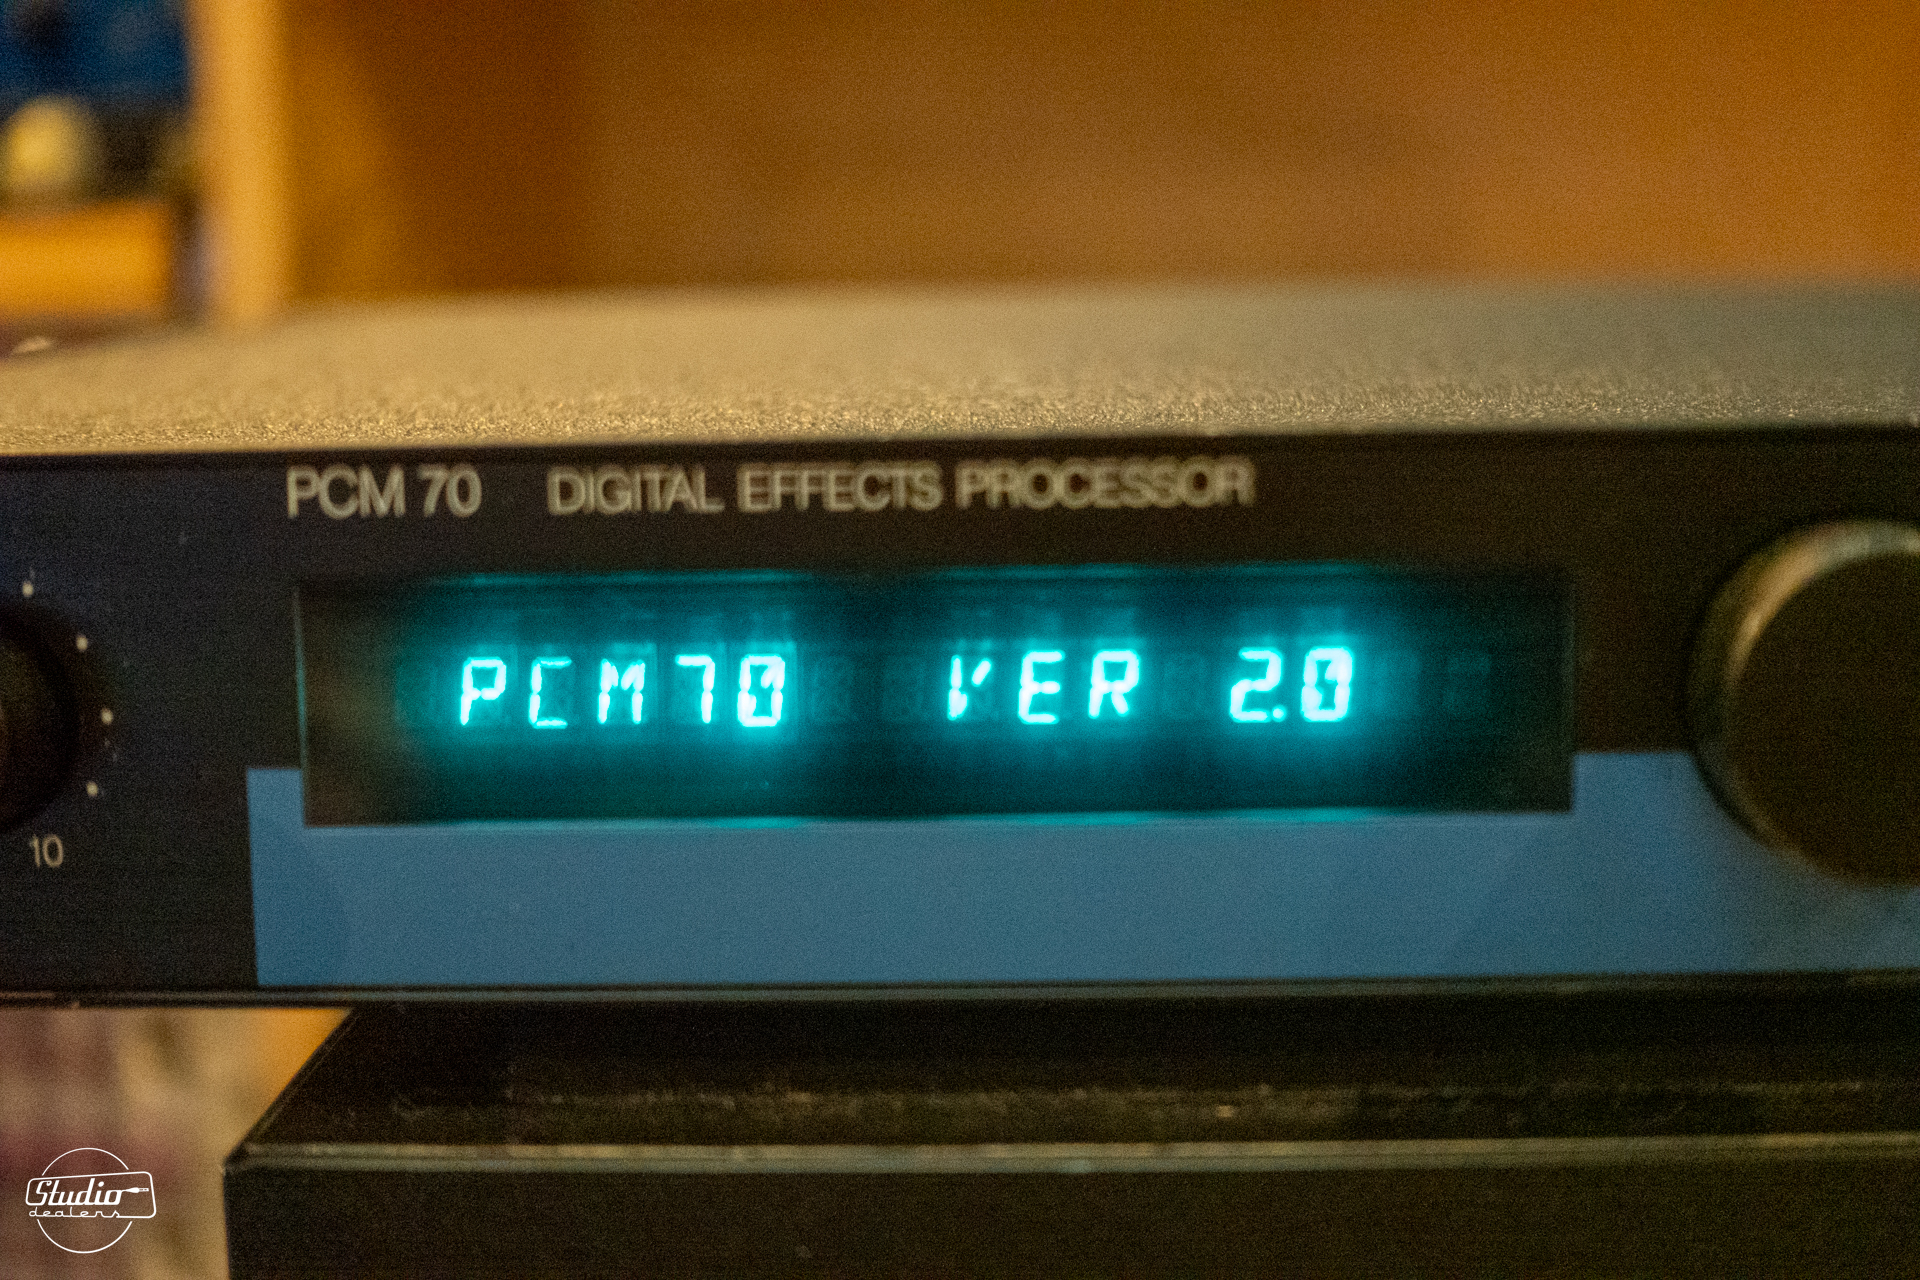 PCM 70 DIGITAL EFFECTS PROCESSOR
PCM70 VER 2.0
10
Studio
dealers